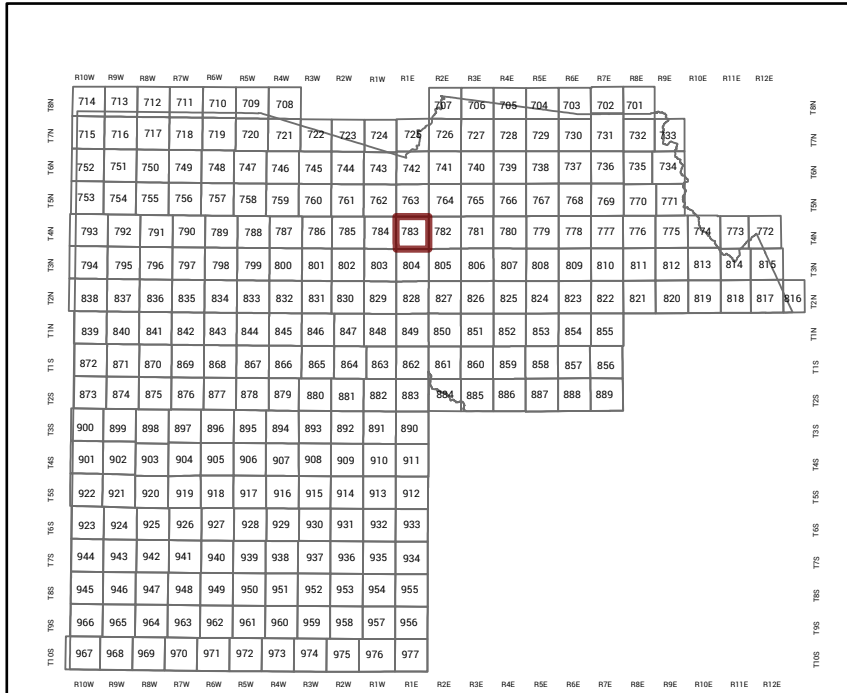 R10W R9W R8W R7W R6W R5W R4W R3W R2W R1W R1E R2E R3E R4E R5E R6E R7E R8E R9E R10E R11E R12E
T8N 714 713 712 711 710 709 708 707 706 705 704 703 702 701 T8N
T7N 715 716 717 718 719 720 721 722 723 724 725 726 727 728 729 730 731 732 733 T7N
T6N 752 751 750 749 748 747 746 745 744 743 742 741 740 739 738 737 736 735 734 T6N
T5N 753 754 755 756 757 758 759 760 761 762 763 764 765 766 767 768 769 770 771 T5N
T4N 793 792 791 790 789 788 787 786 785 784 783 782 781 780 779 778 777 776 775 774 773 772 T4N
T3N 794 795 796 797 798 799 800 801 802 803 804 805 806 807 808 809 810 811 812 813 814 815 T3N
T2N 838 837 836 835 834 833 832 831 830 829 828 827 826 825 824 823 822 821 820 819 818 817 816 T2N
T1N 839 840 841 842 843 844 845 846 847 848 849 850 851 852 853 854 855 T1N
T1S 872 871 870 869 868 867 866 865 864 863 862 861 860 859 858 857 856 T1S
T2S 873 874 875 876 877 878 879 880 881 882 883 884 885 886 887 888 889 T2S
T3S 900 899 898 897 896 895 894 893 892 891 890 T3S
T4S 901 902 903 904 905 906 907 908 909 910 911 T4S
T5S 922 921 920 919 918 917 916 915 914 913 912 T5S
T6S 923 924 925 926 927 928 929 930 931 932 933 T6S
T7S 944 943 942 941 940 939 938 937 936 935 934 T7S
T8S 945 946 947 948 949 950 951 952 953 954 955 T8S
T9S 966 965 964 963 962 961 960 959 958 957 956 T9S
T10S 967 968 969 970 971 972 973 974 975 976 977 T10S
R10W R9W R8W R7W R6W R5W R4W R3W R2W R1W R1E R2E R3E R4E R5E R6E R7E R8E R9E R10E R11E R12E